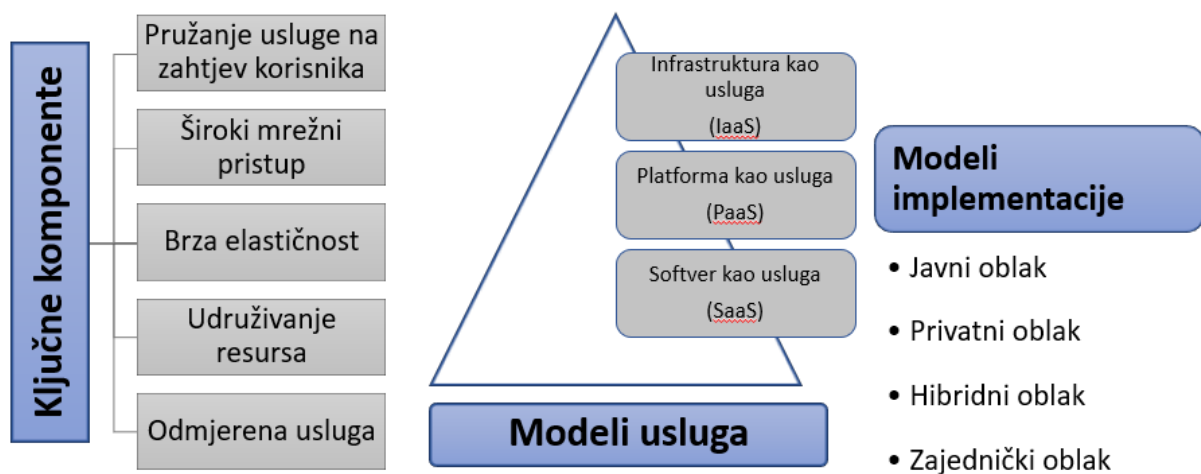 Ključne komponente
Pružanje usluge na
zahtjev korisnika
Široki mrežni
pristup
Brza elastičnost
Udruživanje
resursa
Odmjerena usluga
Infrastruktura kao
usluga
(IaaS)
Platforma kao usluga
(PaaS)
Softver kao usluga
(SaaS)
Modeli usluga
Modeli
implementacije
• Javni oblak
• Privatni oblak
• Hibridni oblak
• Zajednički oblak